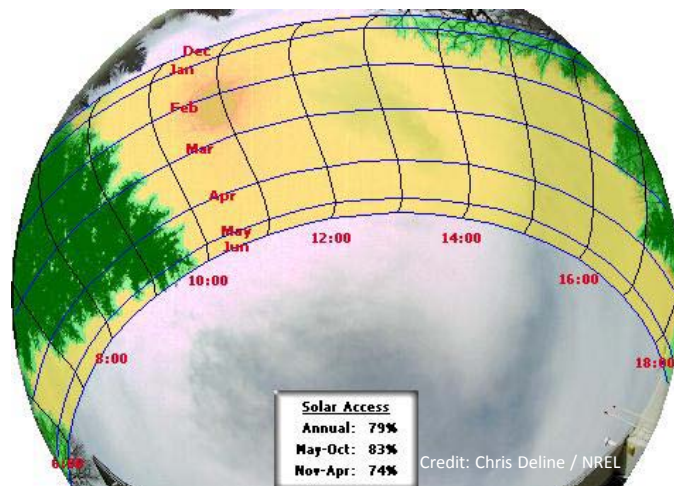 Dec
Jan
Feb
Mar
Apr
May
Jun
12:00
14:00
10:00
16:00
8:00
18:00
6:00
Solar Access
Annual: 79%
May-Oct: 83%
Nov-Apr: 74%
Credit: Chris Deline / NREL